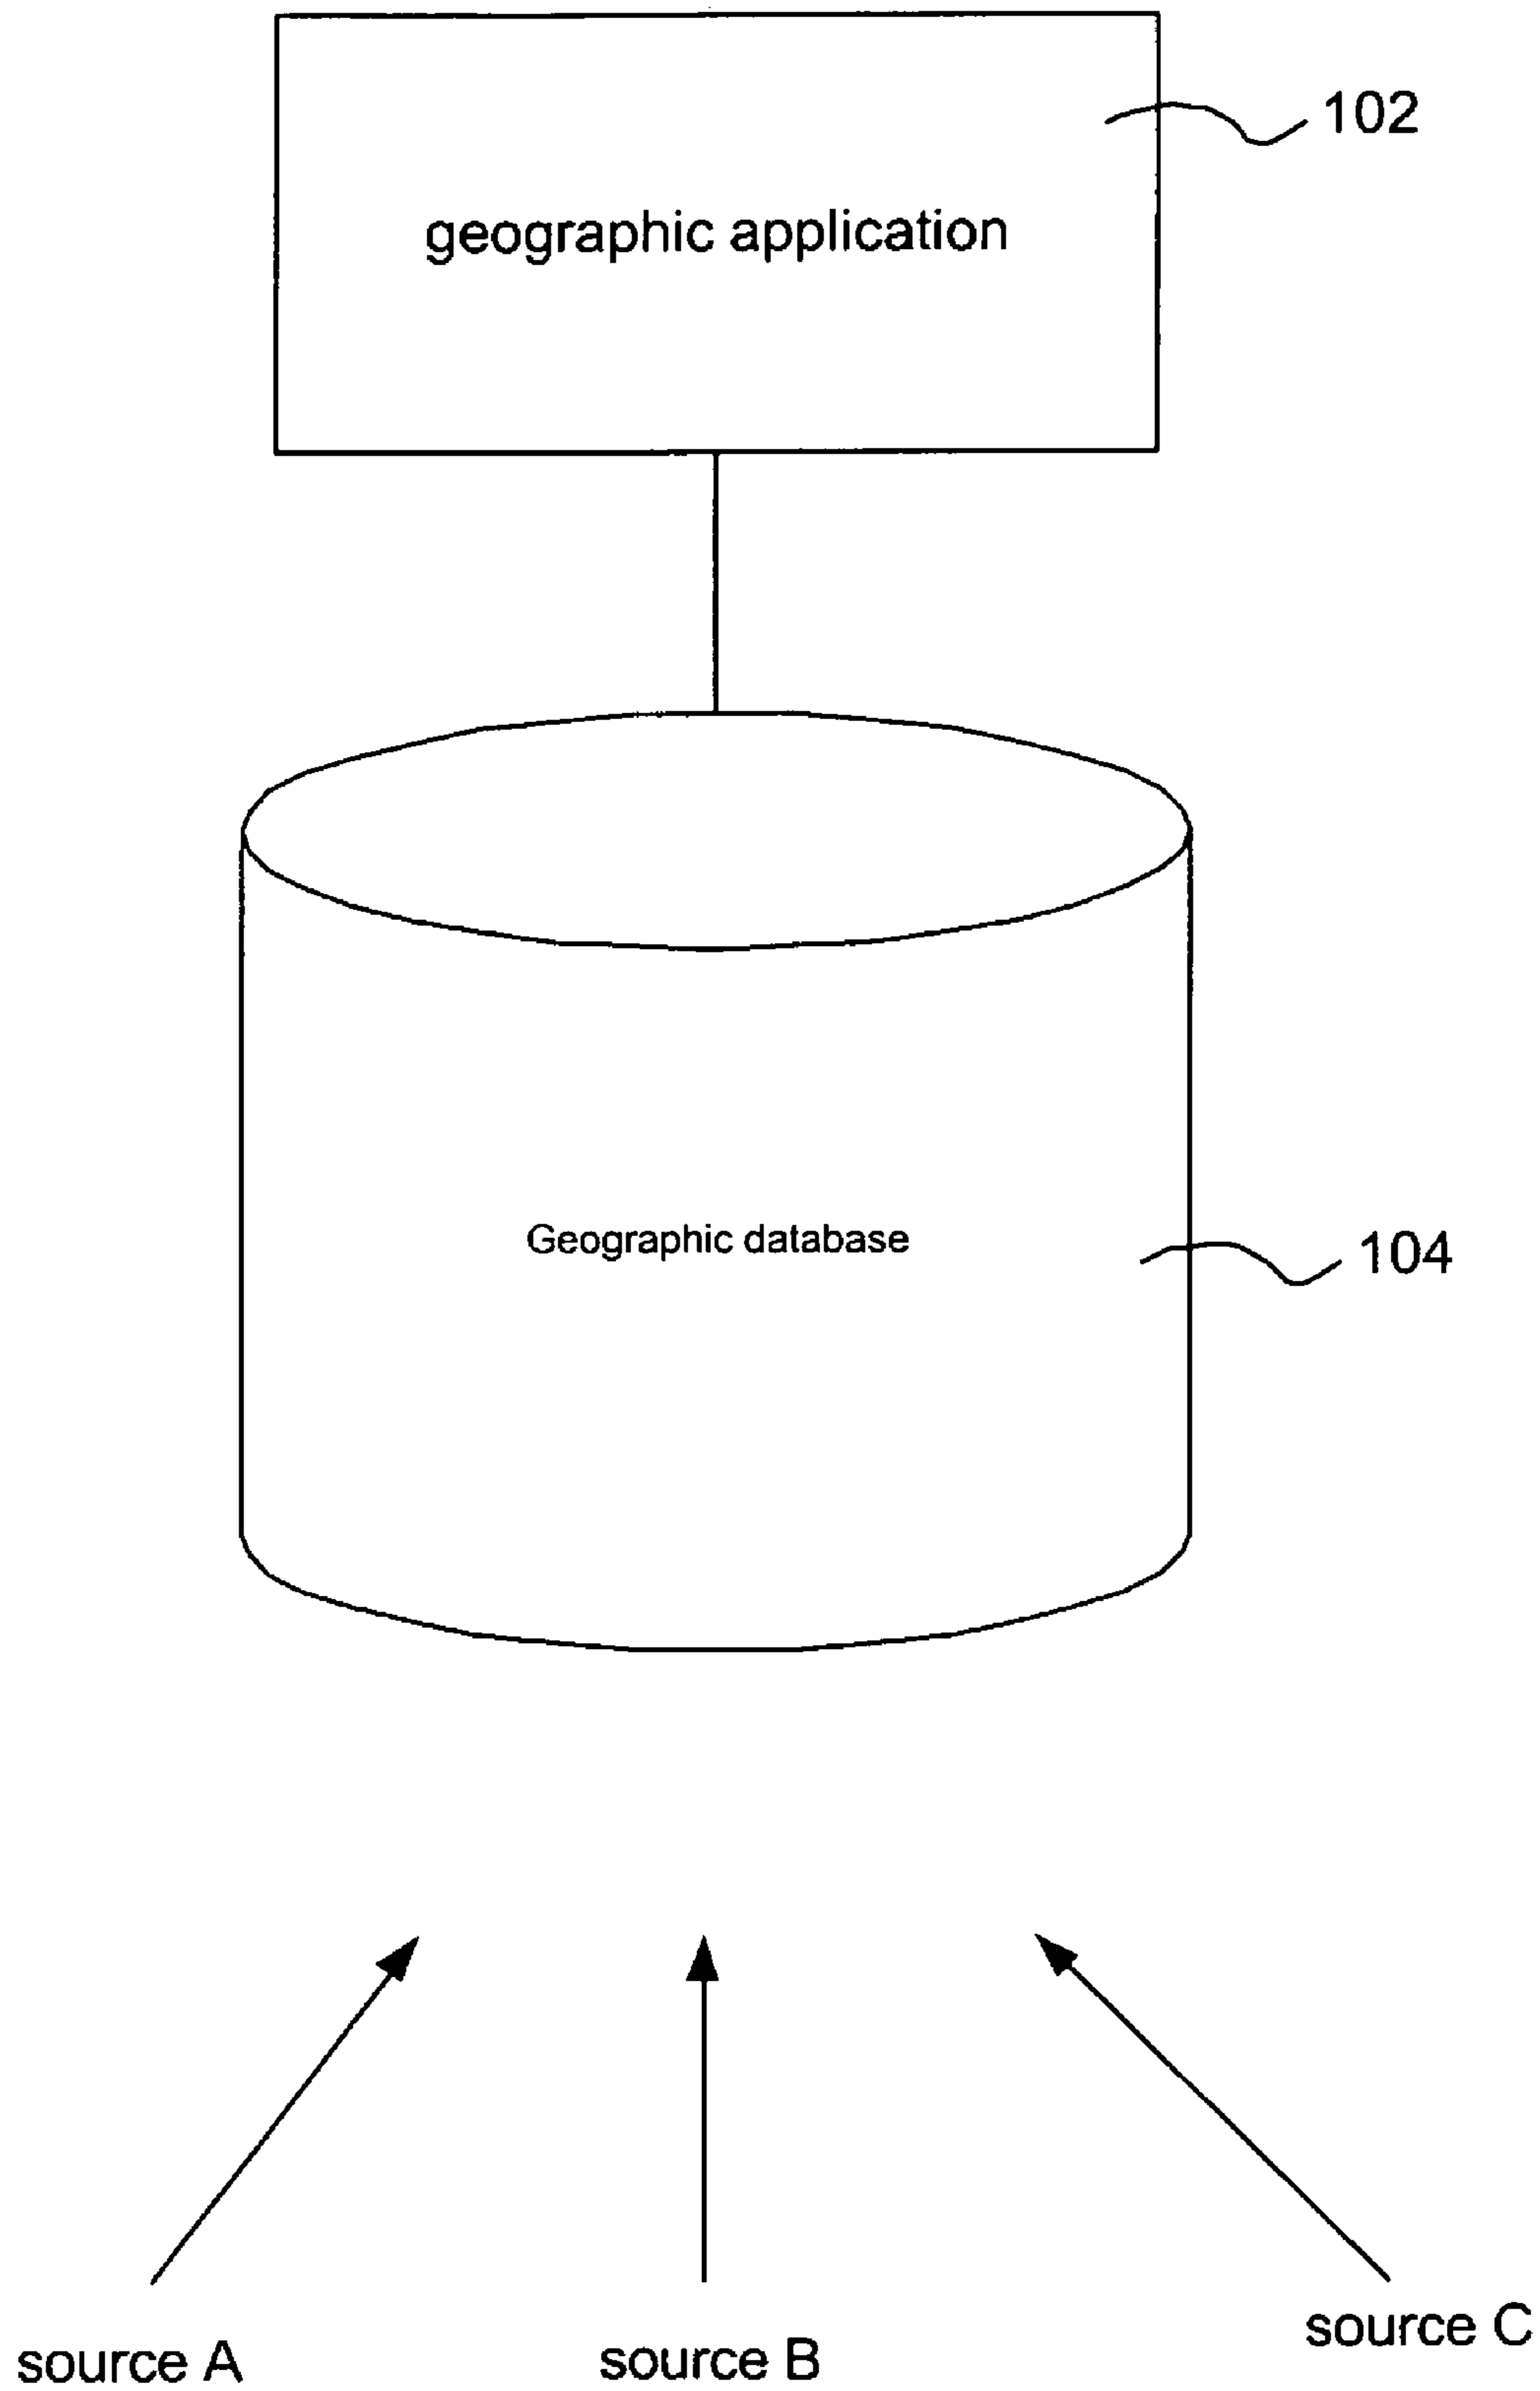 102
geographic application
Geographic database
104
source A
source B
source C